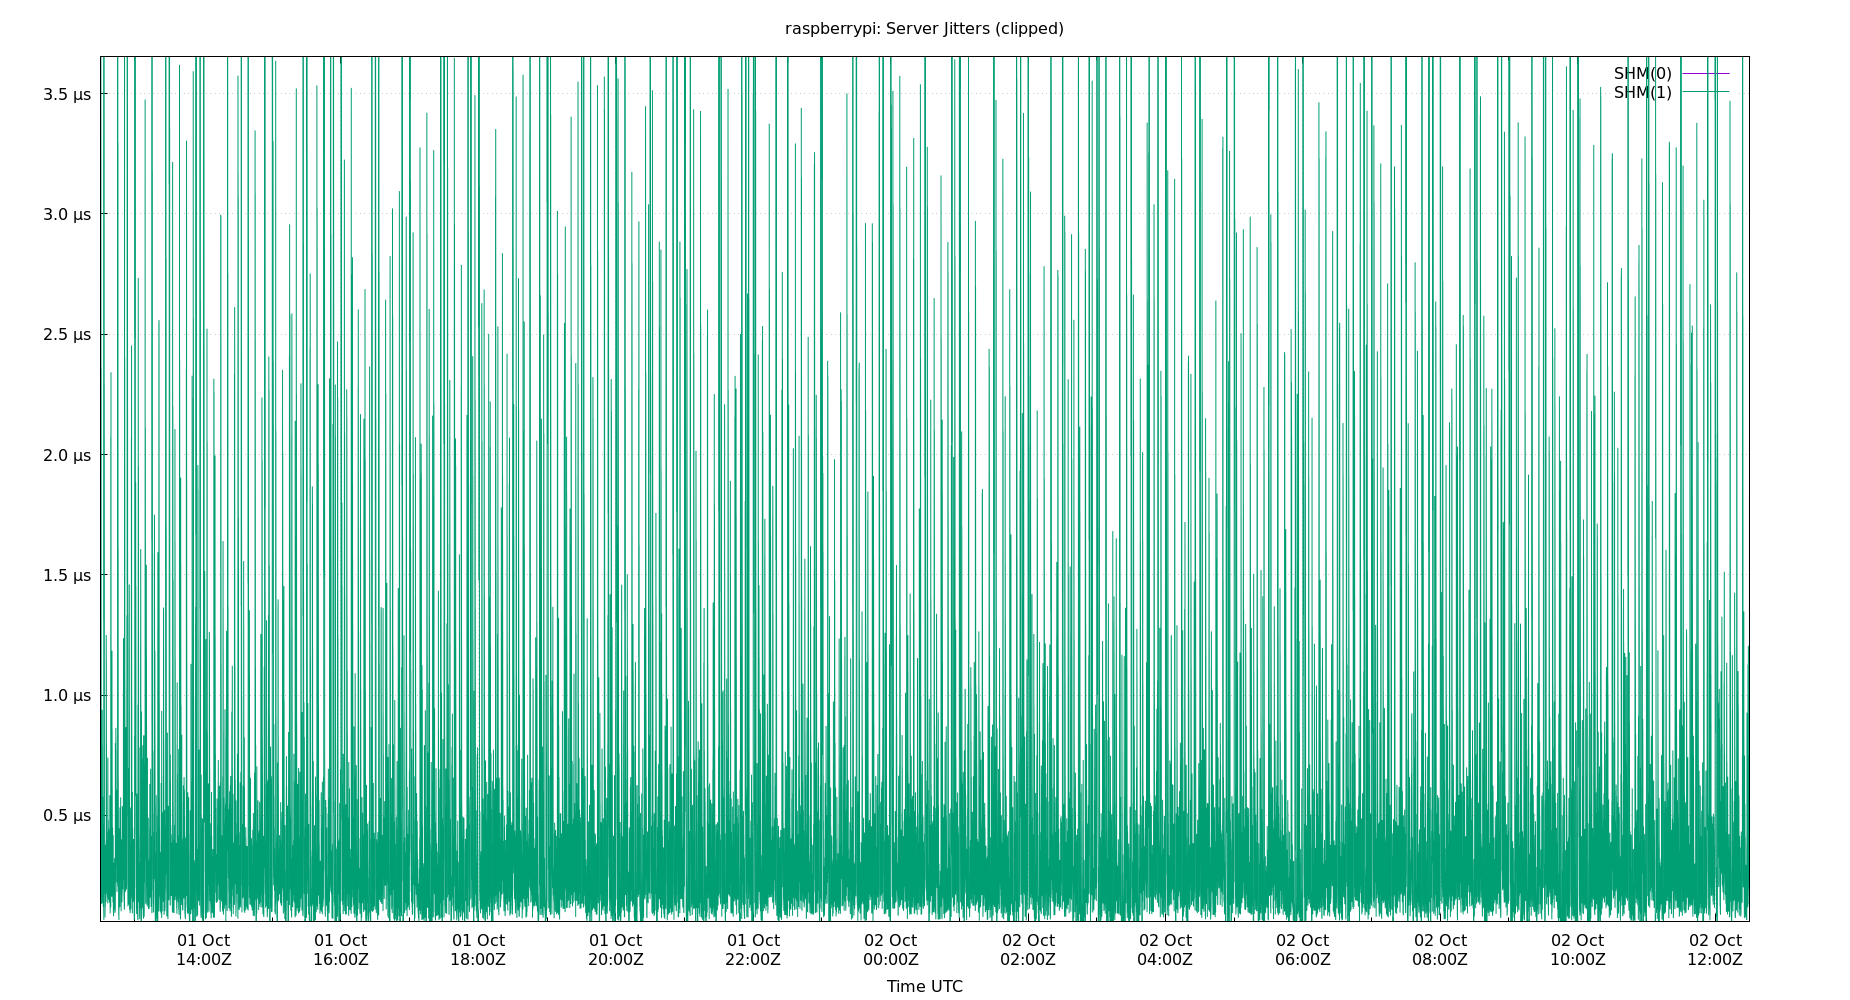 raspberrypi: Server Jitters (clipped)
SHM(0)
SHM(1)
3.5 µs
3.0 µs
2.5 µs
2.0 µs
1.5 µs
1.0 µs
0.5 µs
01 Oct 01 Oct 01 Oct 01 Oct 01 Oct 02 Oct 02 Oct 02 Oct 02 Oct 02 Oct 02 Oct 02 Oct
14:00Z 16:00Z 18:00Z 20:00Z 22:00Z 00:00Z 02:00Z 04:00Z 06:00Z 08:00Z 10:00Z 12:00Z
Time UTC